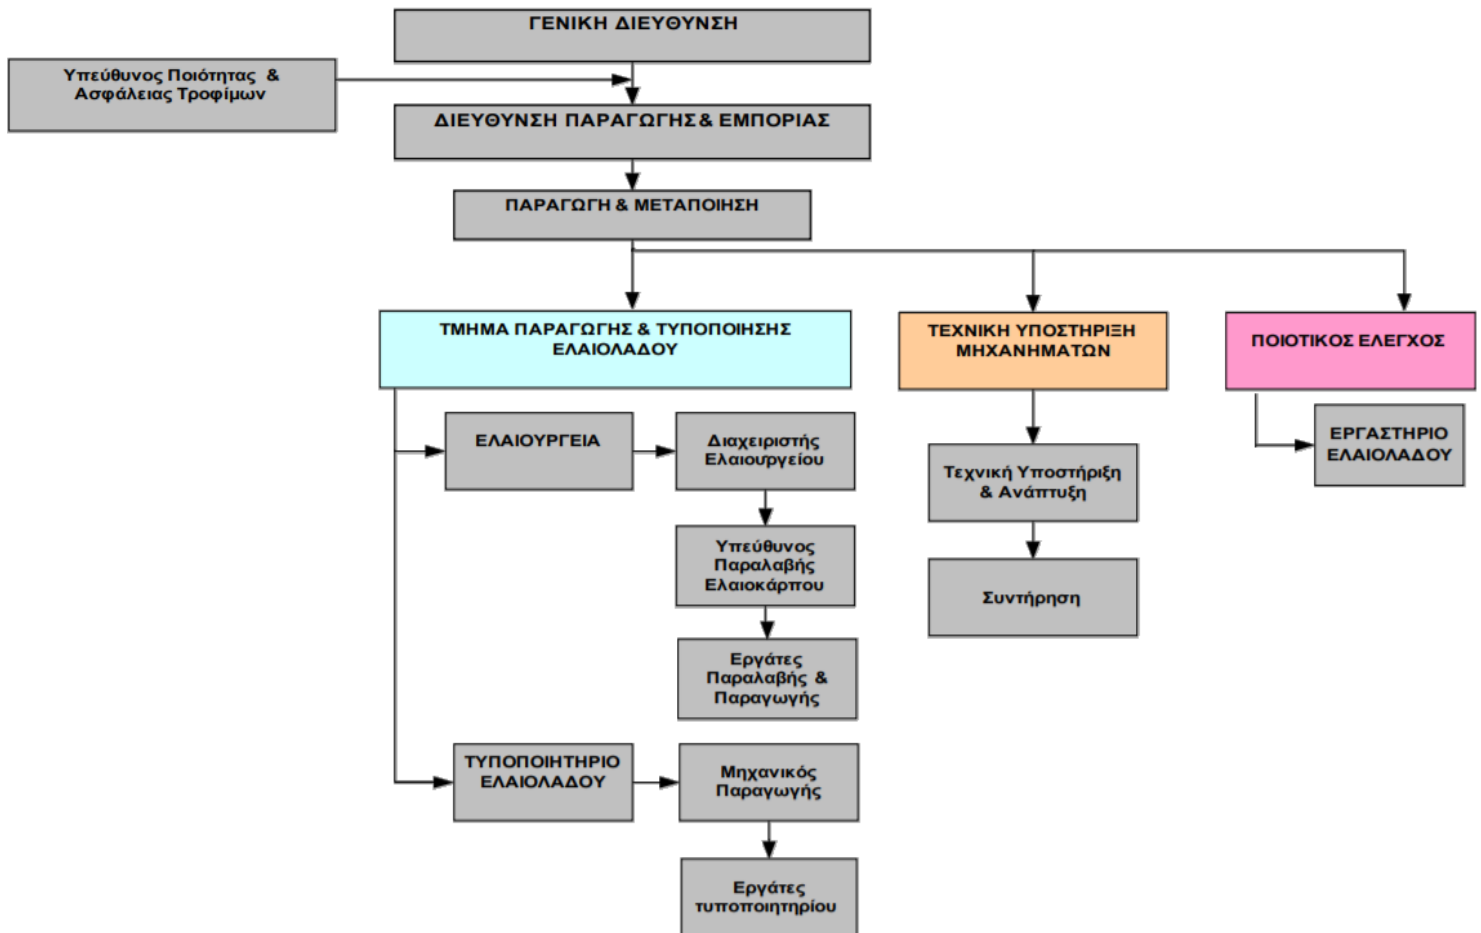 ΓΕΝΙΚΗ ΔΙΕΥΘΥΝΣΗ
Υπεύθυνος Ποιότητας &
Ασφάλειας Τροφίμων
ΔΙΕΥΘΥΝΣΗ ΠΑΡΑΓΩΓΗΣ & ΕΜΠΟΡΙΑΣ
ΠΑΡΑΓΩΓΗ & ΜΕΤΑΠΟΙΗΣΗ
ΤΜΗΜΑ ΠΑΡΑΓΩΓΗΣ & ΤΥΠΟΠΟΙΗΣΗΣ
ΕΛΑΙΟΛΑΔΟΥ
ΤΕΧΝΙΚΗ ΥΠΟΣΤΗΡΙΞΗ
ΜΗΧΑΝΗΜΑΤΩΝ
ΠΟΙΟΤΙΚΟΣ ΕΛΕΓΧΟΣ
ΕΛΑΙΟΥΡΓΕΙΑ
Διαχειριστής
Ελαιουργείου
Τεχνική Υποστήριξη
& Ανάπτυξη
ΕΡΓΑΣΤΗΡΙΟ
ΕΛΑΙΟΛΑΔΟΥ
Υπεύθυνος
Παραλαβής
Ελαιοκάρπου
Συντήρηση
Εργάτες
Παραλαβής &
Παραγωγής
ΤΥΠΟΠΟΙΗΤΗΡΙΟ
ΕΛΑΙΟΛΑΔΟΥ
Μηχανικός
Παραγωγής
Εργάτες
τυποποιητηρίου